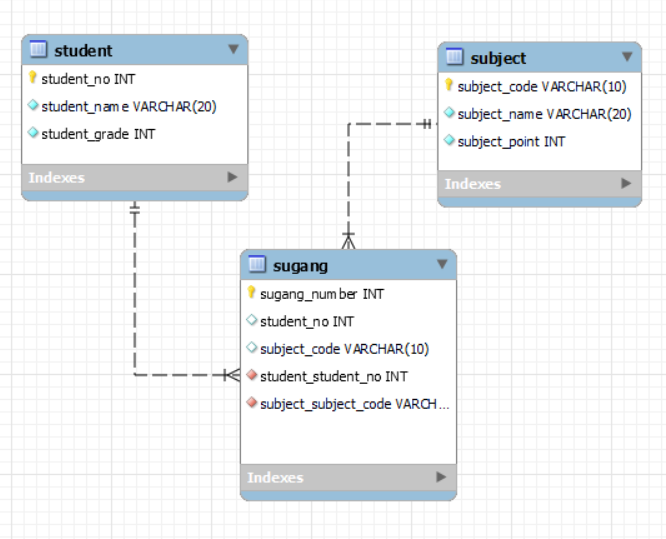 student
student_no INT
student_name VARCHAR(20)
student_grade INT
Indexes
subject
subject_code VARCHAR(10)
subject_name VARCHAR(20)
subject_point INT
Indexes
sugang
sugang_number INT
student_no INT
subject_code VARCHAR(10)
student_student_no INT
subject_subject_code VARCH...
Indexes